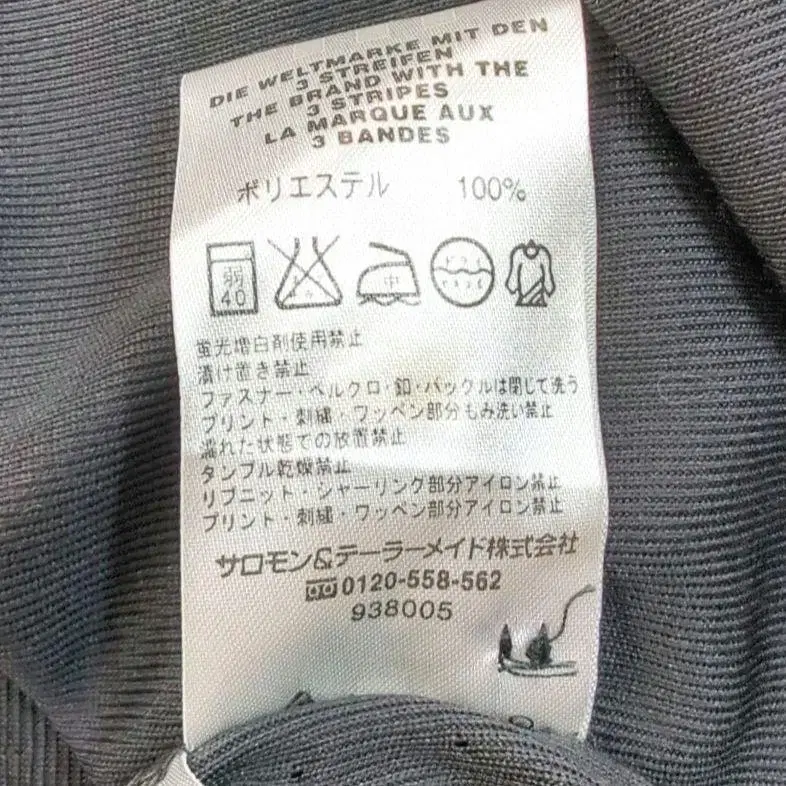 DIE WELTMARKE MIT DEN
3 STREIFEN
THE BRAND WITH THE
3 STRIPES
LA MARQUE AUX
3 BANDES
ポリエステル 100%
弱
40
中
ドライ
蛍光増白剤使用禁止
漬け置き禁止
ファスナー・ベルクロ・釦・バックルは閉じて洗う
プリント・刺繍・ワッペン部分もみ洗い禁止
濡れた状態での放置禁止
タンブル乾燥禁止
リブニット・シャーリング部分アイロン禁止
プリント・刺繍・ワッペン部分アイロン禁止
サロモン&テーラーメイド株式会社
0120-558-562
938005